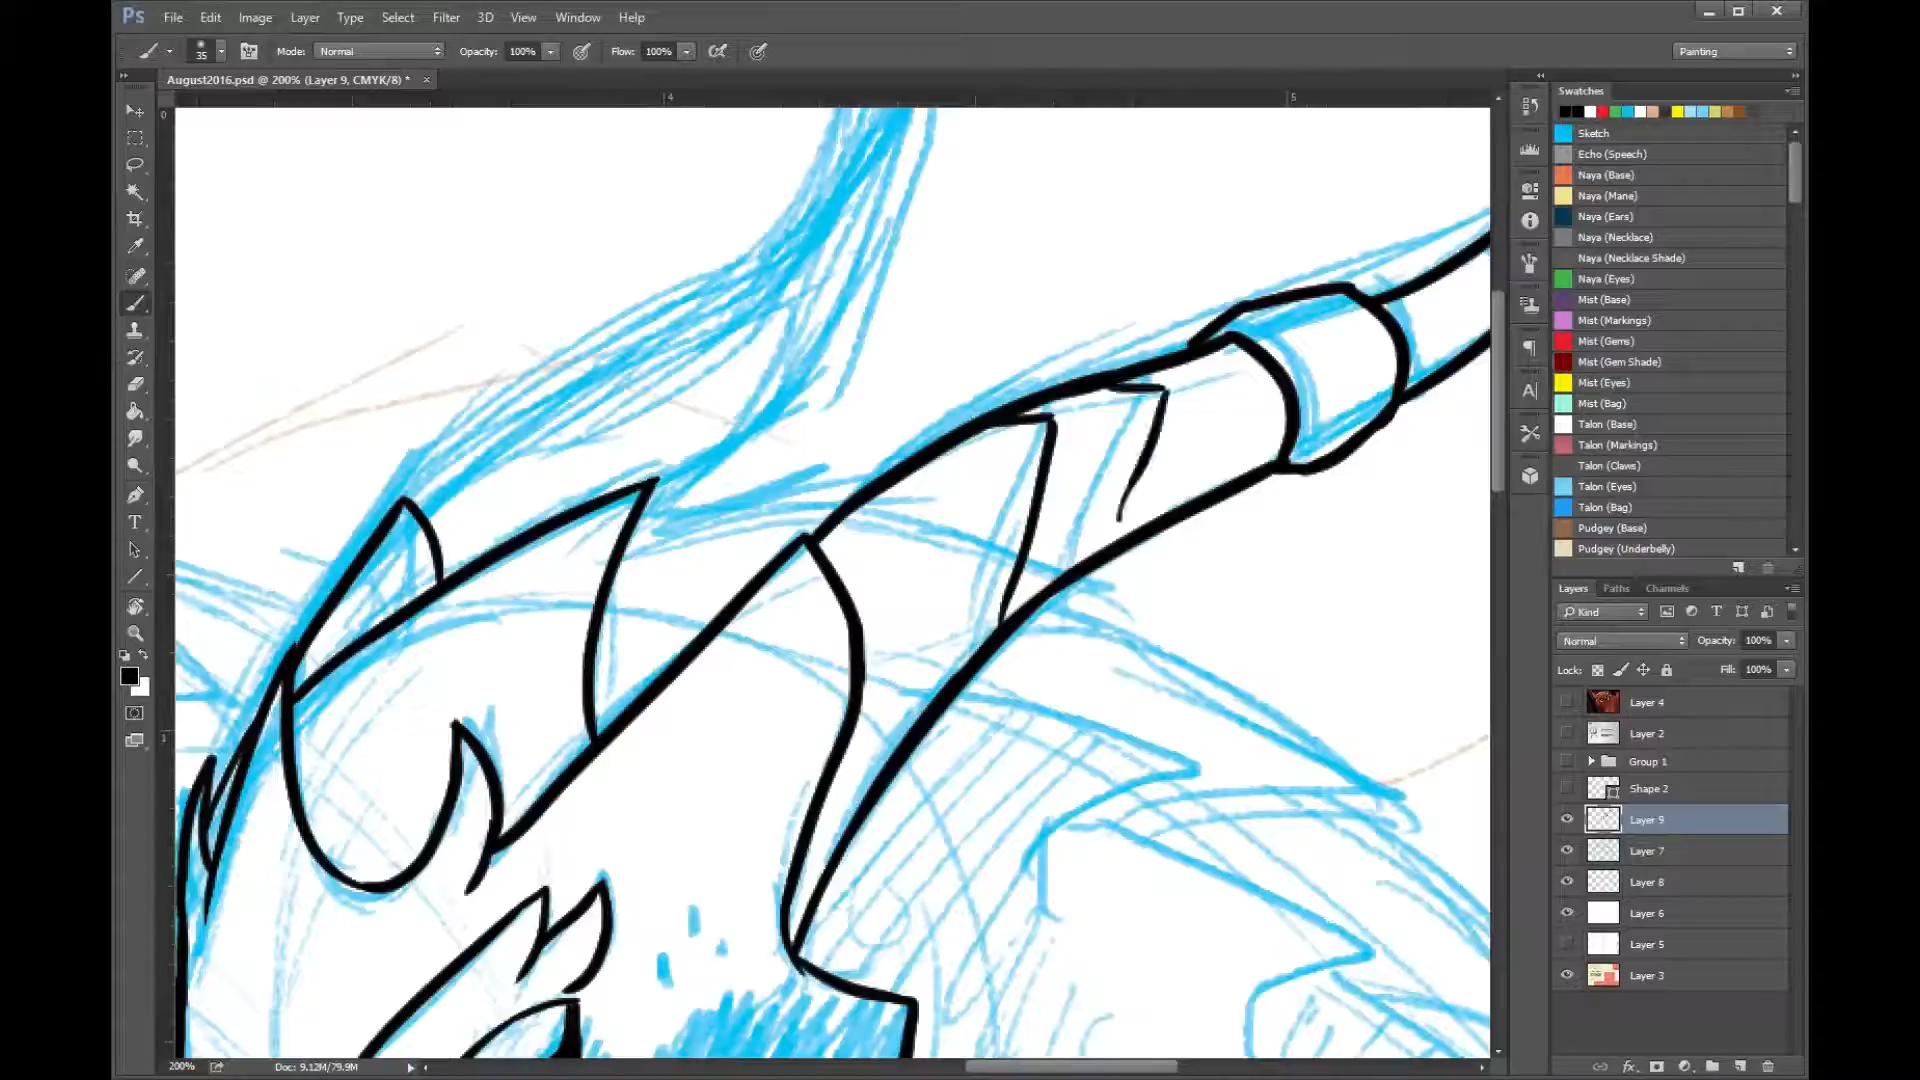 Ps File Edit Image Layer Type Select Filter 3D View Window Help
35 Mode: Normal Opacity: 100% Flow: 100% Painting
August2016.psd @ 200% (Layer 9, CMYK/8) * ×
0 4 5
1
Swatches
Sketch
Echo (Speech)
Naya (Base)
Naya (Mane)
Naya (Ears)
Naya (Necklace)
Naya (Necklace Shade)
Naya (Eyes)
Mist (Base)
Mist (Markings)
Mist (Gems)
Mist (Gem Shade)
Mist (Eyes)
Mist (Bag)
Talon (Base)
Talon (Markings)
Talon (Claws)
Talon (Eyes)
Talon (Bag)
Pudgey (Base)
Pudgey (Underbelly)
Layers Paths Channels
Kind
Normal Opacity: 100%
Lock: Fill: 100%
Layer 4
Layer 2
Group 1
Shape 2
Layer 9
Layer 7
Layer 8
Layer 6
Layer 5
Layer 3
200% Doc: 9.12M/79.9M
fx